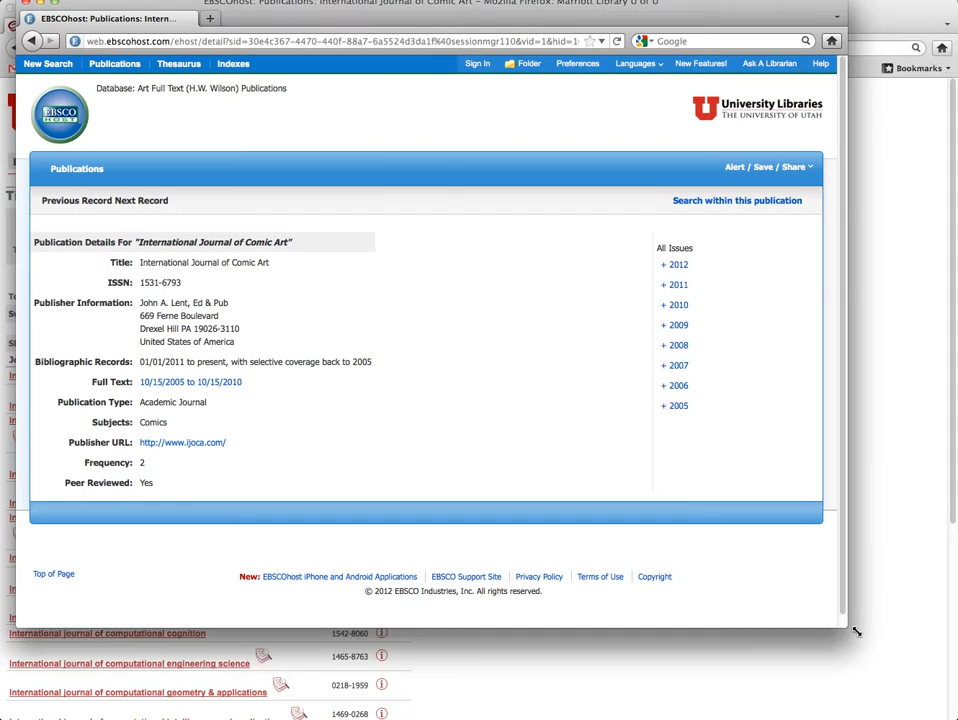 EBSCOhost: Publications: International Journal of Comic Art - Mozilla Firefox: Marriott Library U of U
EBSCOhost: Publications: Intern...
web.ebscohost.com/ehost/detail?sid=30e4c367-4470-440f-88a7-6a5524d3da1f%40sessionmgr110&vid=1&hid=1
Google
Bookmarks
New Search Publications Thesaurus Indexes
Sign In Folder Preferences Languages New Features! Ask A Librarian Help
Database: Art Full Text (H.W. Wilson) Publications
EBSCO
HOST
University Libraries
THE UNIVERSITY OF UTAH
Publications
Alert / Save / Share
Previous Record Next Record
Search within this publication
Publication Details For "International Journal of Comic Art"
Title: International Journal of Comic Art
ISSN: 1531-6793
Publisher Information: John A. Lent, Ed & Pub
669 Ferne Boulevard
Drexel Hill PA 19026-3110
United States of America
Bibliographic Records: 01/01/2011 to present, with selective coverage back to 2005
Full Text: 10/15/2005 to 10/15/2010
Publication Type: Academic Journal
Subjects: Comics
Publisher URL: http://www.ijoca.com/
Frequency: 2
Peer Reviewed: Yes
All Issues
+ 2012
+ 2011
+ 2010
+ 2009
+ 2008
+ 2007
+ 2006
+ 2005
Top of Page
New: EBSCOhost iPhone and Android Applications EBSCO Support Site Privacy Policy Terms of Use Copyright
© 2012 EBSCO Industries, Inc. All rights reserved.
International journal of computational cognition 1542-8060
International journal of computational engineering science 1465-8763
International journal of computational geometry & applications 0218-1959
1469-0268